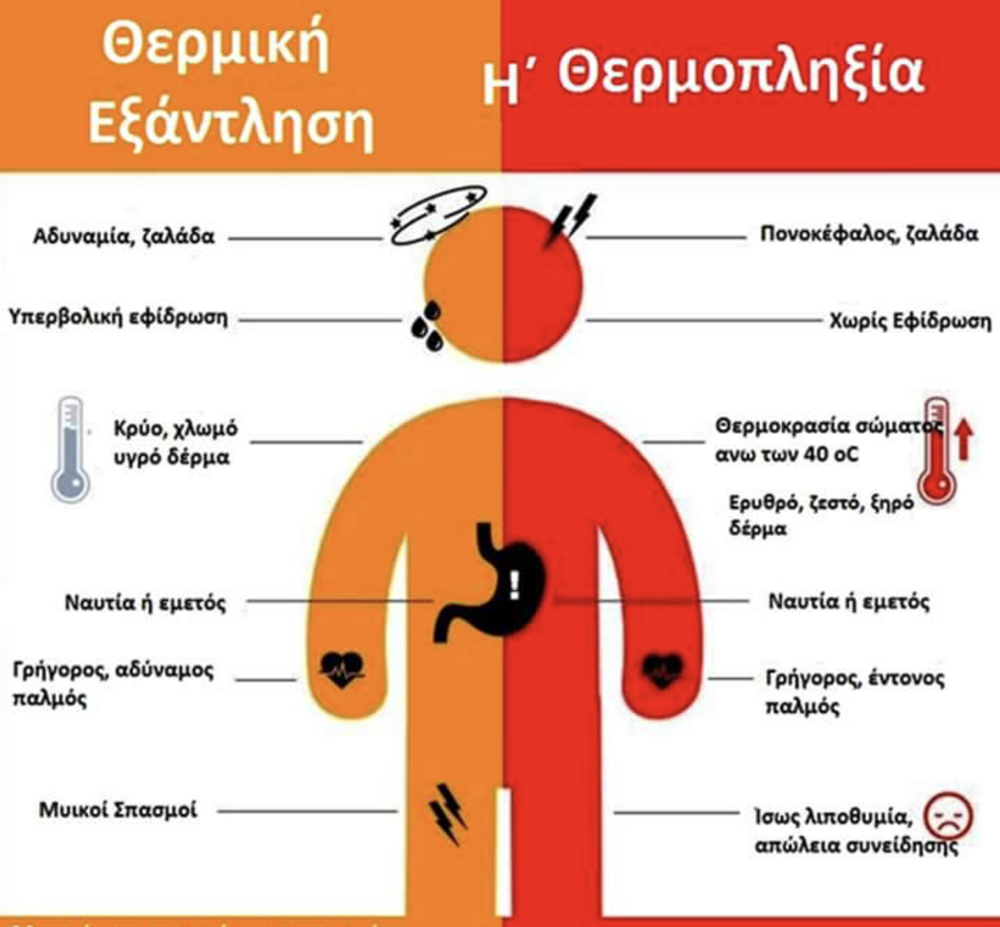 Θερμική
Εξάντληση
Η΄ Θερμοπληξία
Αδυναμία, ζαλάδα
Πονοκέφαλος, ζαλάδα
Υπερβολική εφίδρωση
Χωρίς Εφίδρωση
Κρύο, χλωμό
υγρό δέρμα
Θερμοκρασία σώματος
ανω των 40 οC
Ερυθρό, ζεστό, ξηρό
δέρμα
!
Ναυτία ή εμετός
Ναυτία ή εμετός
Γρήγορος, αδύναμος
παλμός
Γρήγορος, έντονος
παλμός
Μυικοί Σπασμοί
Ίσως λιποθυμία,
απώλεια συνείδησης